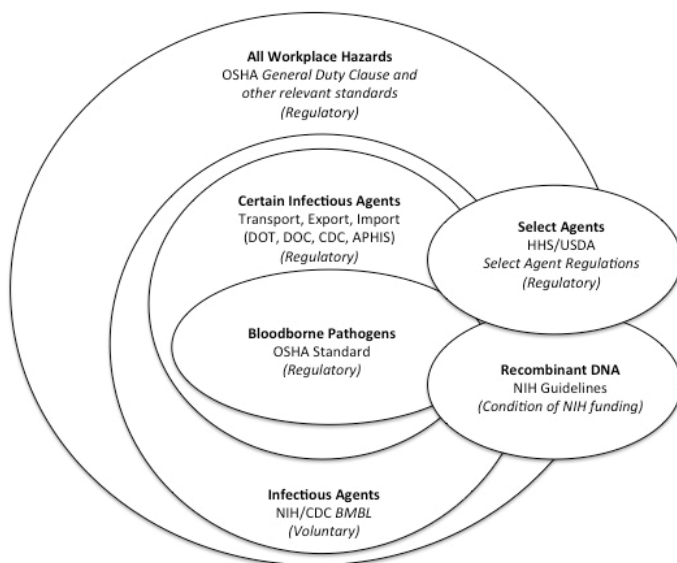 All Workplace Hazards
OSHA General Duty Clause and
other relevant standards
(Regulatory)
Certain Infectious Agents
Transport, Export, Import
(DOT, DOC, CDC, APHIS)
(Regulatory)
Select Agents
HHS/USDA
Select Agent Regulations
(Regulatory)
Bloodborne Pathogens
OSHA Standard
(Regulatory)
Recombinant DNA
NIH Guidelines
(Condition of NIH funding)
Infectious Agents
NIH/CDC BMBL
(Voluntary)